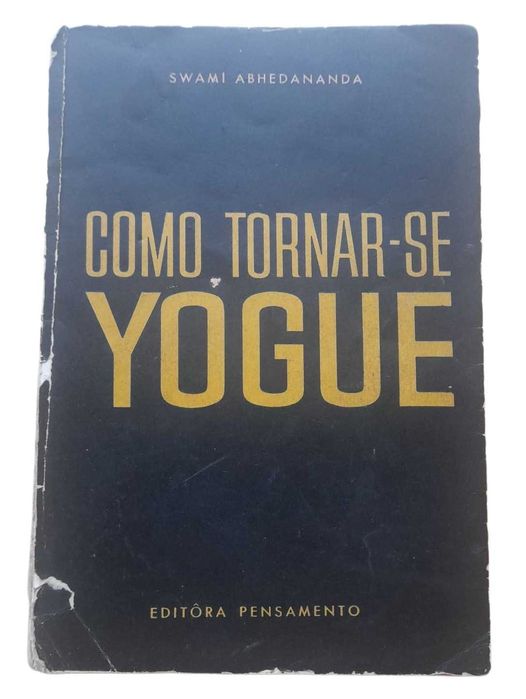 SWAMI ABHEDANANDA
COMO TORNAR-SE
YOGUE
EDITÔRA PENSAMENTO